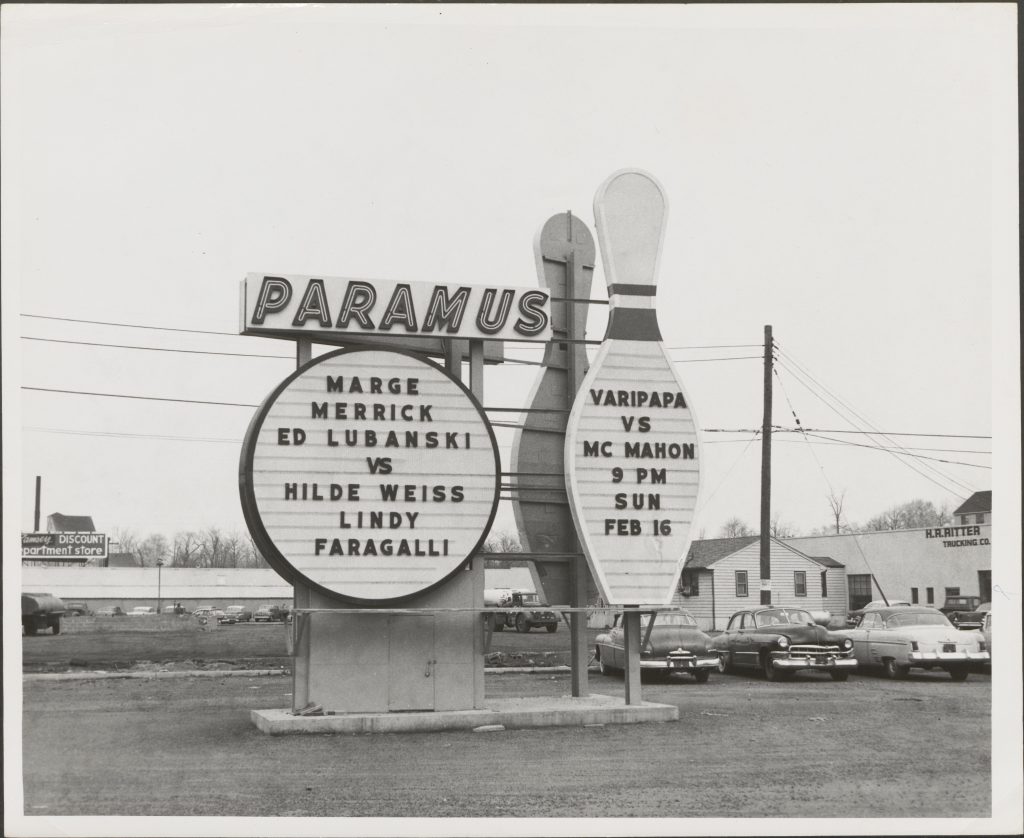 PARAMUS
MARGE
MERRICK
ED LUBANSKI
VS
HILDE WEISS
LINDY
FARAGALLI
VARIPAPA
VS
MC MAHON
9 PM
SUN
FEB 16
DISCOUNT
partment store
H.A.RITTER
TRUCKING.CO.